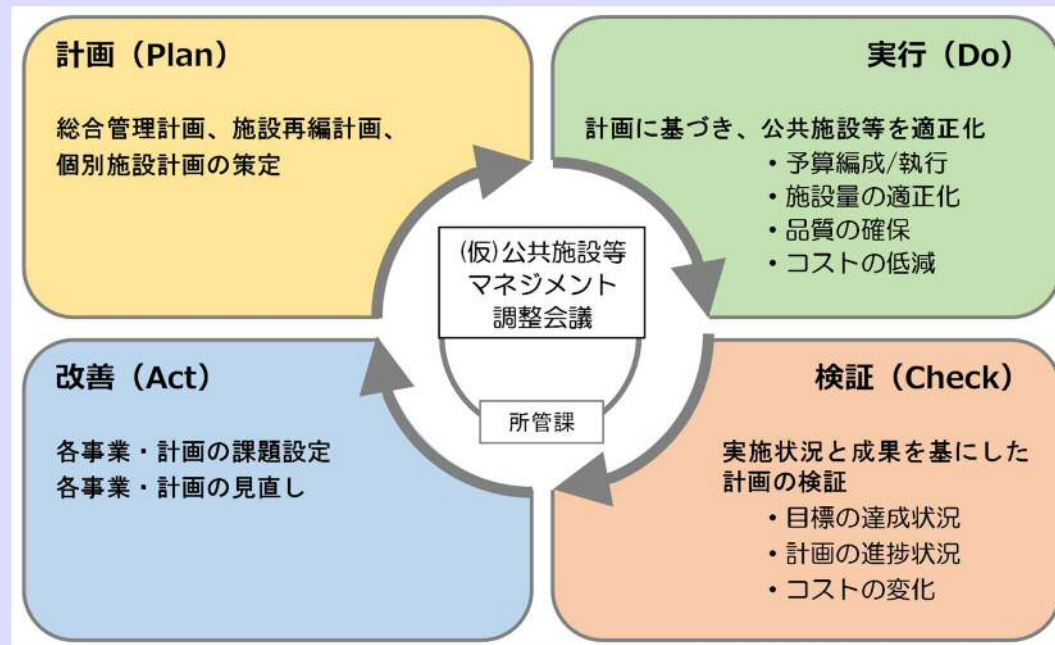 計画（Plan）
総合管理計画、施設再編計画、
個別施設計画の策定
実行（Do）
計画に基づき、公共施設等を適正化
・予算編成/執行
・施設量の適正化
・品質の確保
・コストの低減
(仮)公共施設等
マネジメント
調整会議
所管課
改善（Act）
各事業・計画の課題設定
各事業・計画の見直し
検証（Check）
実施状況と成果を基にした
計画の検証
・目標の達成状況
・計画の進捗状況
・コストの変化